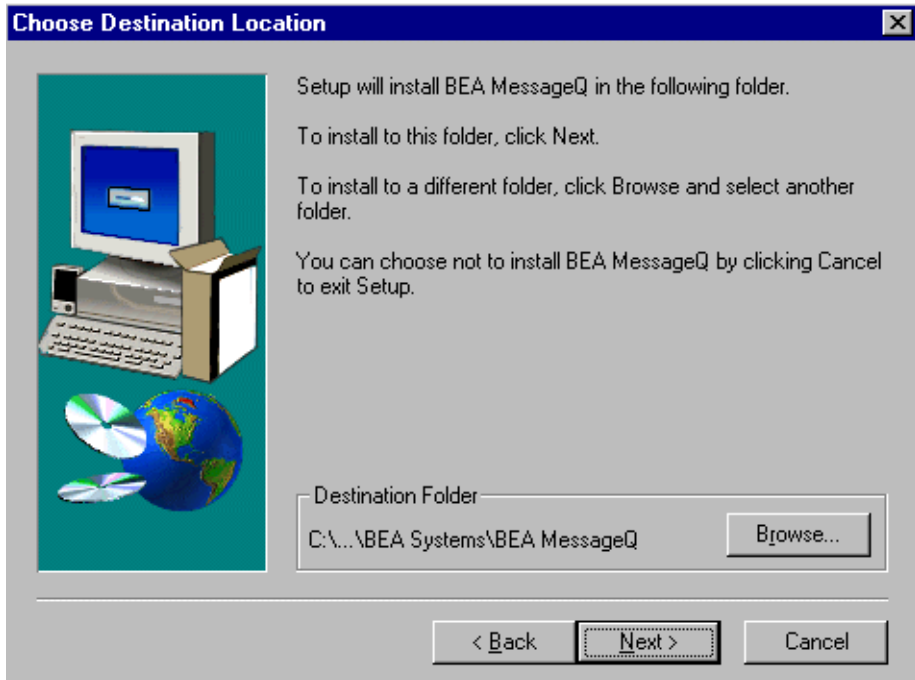 Choose Destination Location
Setup will install BEA MessageQ in the following folder.
To install to this folder, click Next.
To install to a different folder, click Browse and select another
folder.
You can choose not to install BEA MessageQ by clicking Cancel
to exit Setup.
Destination Folder
C:\...\BEA Systems\BEA MessageQ
Browse...
< Back
Next >
Cancel